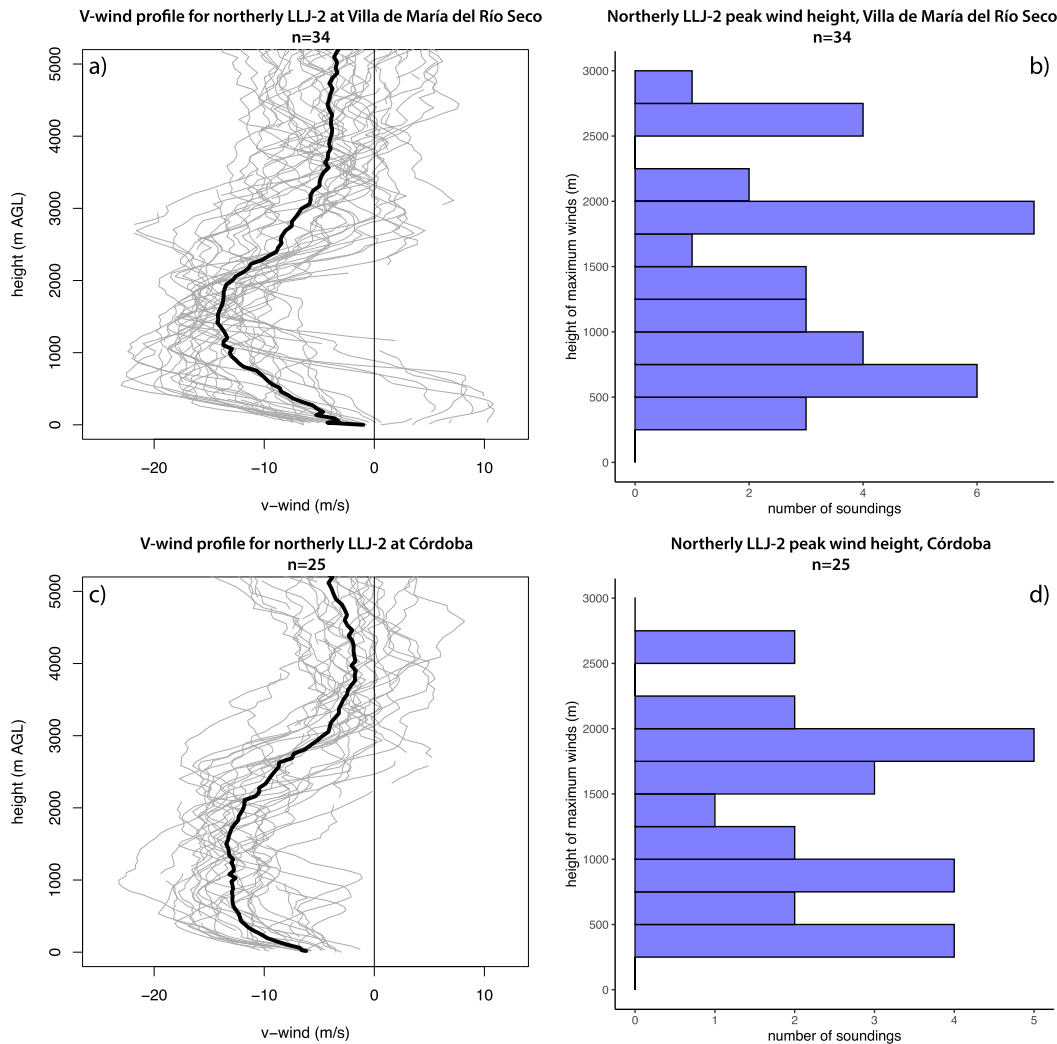 V-wind profile for northerly LLJ-2 at Villa de María del Río Seco
n=34
a)
5000
4000
3000
2000
1000
0
height (m AGL)
−20 −10 0 10
v−wind (m/s)
Northerly LLJ-2 peak wind height, Villa de María del Río Seco
n=34
b)
3000
2500
2000
1500
1000
500
0
height of maximum winds (m)
0 2 4 6
number of soundings
V-wind profile for northerly LLJ-2 at Córdoba
n=25
c)
5000
4000
3000
2000
1000
0
height (m AGL)
−20 −10 0 10
v−wind (m/s)
Northerly LLJ-2 peak wind height, Córdoba
n=25
d)
3000
2500
2000
1500
1000
500
0
height of maximum winds (m)
0 1 2 3 4 5
number of soundings